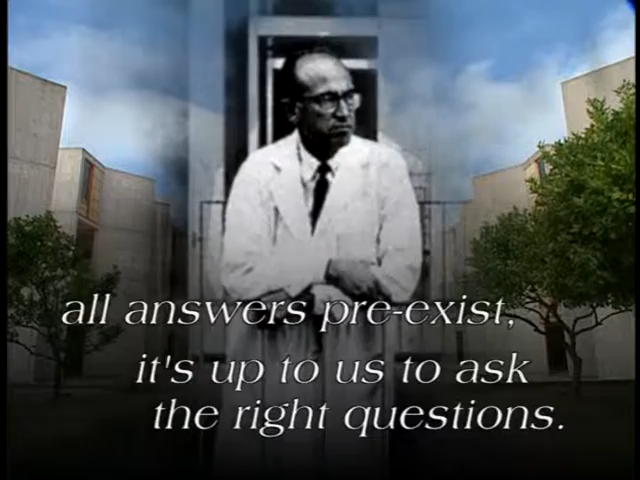 all answers pre-exist,
it's up to us to ask
the right questions.